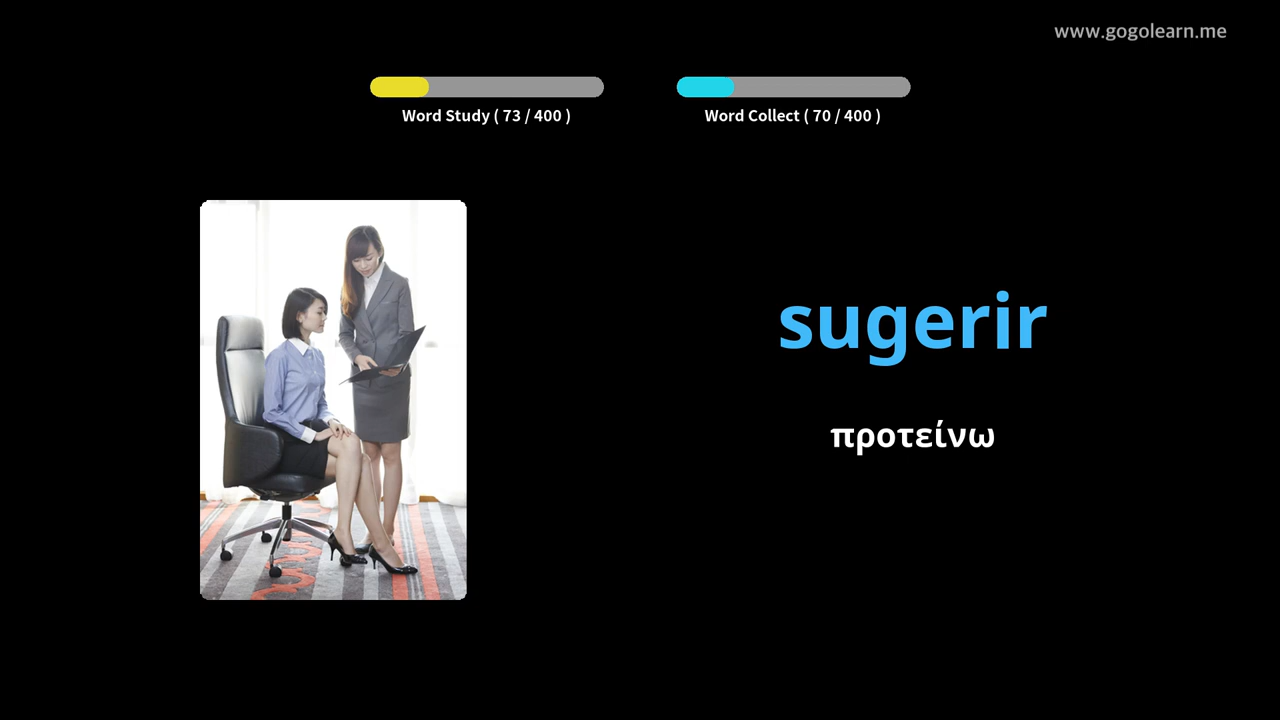 www.gogolearn.me
Word Study ( 73 / 400 )
Word Collect ( 70 / 400 )
sugerir
προτείνω